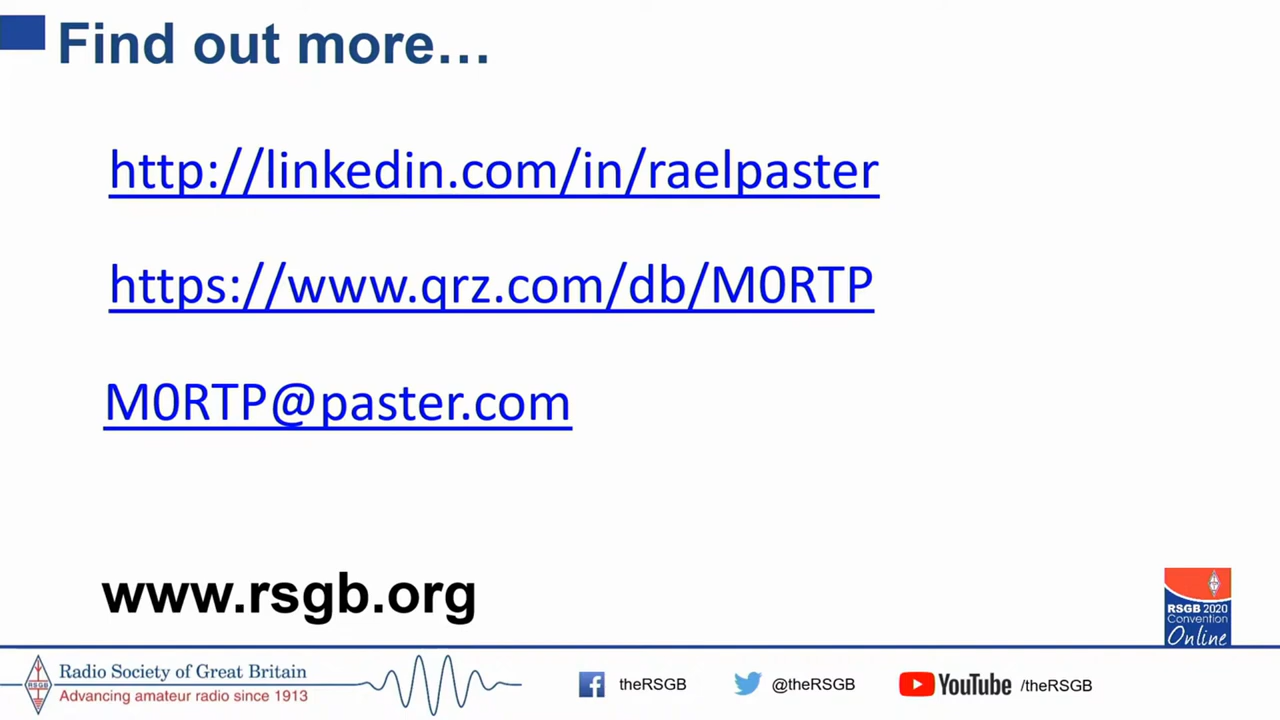 Find out more...
http://linkedin.com/in/raelpaster
https://www.qrz.com/db/M0RTP
M0RTP@paster.com
www.rsgb.org
RSGB 2020
Convention
Online
RSGB
Radio Society of Great Britain
Advancing amateur radio since 1913
theRSGB
@theRSGB
YouTube /theRSGB